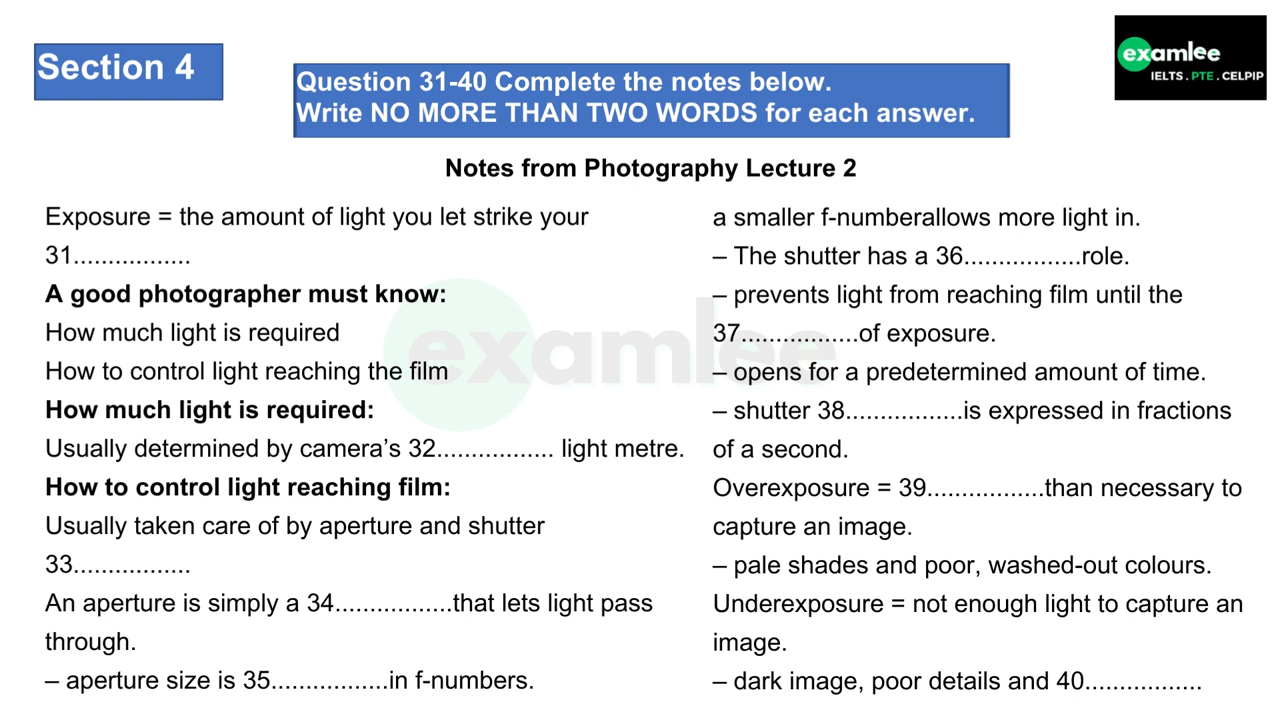 Section 4
examlee
IELTS . PTE . CELPIP
Question 31-40 Complete the notes below.
Write NO MORE THAN TWO WORDS for each answer.
Notes from Photography Lecture 2
Exposure = the amount of light you let strike your
31.................
A good photographer must know:
How much light is required
How to control light reaching the film
How much light is required:
Usually determined by camera’s 32................. light metre.
How to control light reaching film:
Usually taken care of by aperture and shutter
33.................
An aperture is simply a 34.................that lets light pass
through.
– aperture size is 35.................in f-numbers.
a smaller f-numberallows more light in.
– The shutter has a 36.................role.
– prevents light from reaching film until the
37.................of exposure.
– opens for a predetermined amount of time.
– shutter 38.................is expressed in fractions
of a second.
Overexposure = 39.................than necessary to
capture an image.
– pale shades and poor, washed-out colours.
Underexposure = not enough light to capture an
image.
– dark image, poor details and 40.................
examlee